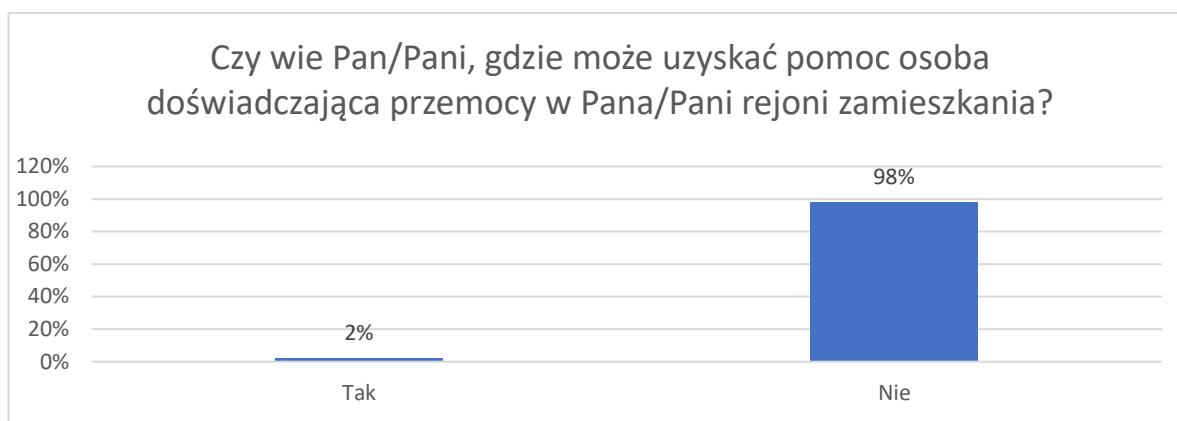 Czy wie Pan/Pani, gdzie może uzyskać pomoc osoba
doświadczająca przemocy w Pana/Pani rejoni zamieszkania?
120%
100%
80%
60%
40%
20%
0%
98%
2%
Tak
Nie